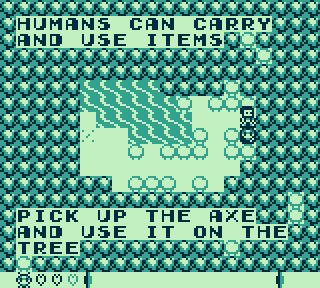 HUMANS CAN CARRY
AND USE ITEMS
PICK UP THE AXE
AND USE IT ON THE
TREE